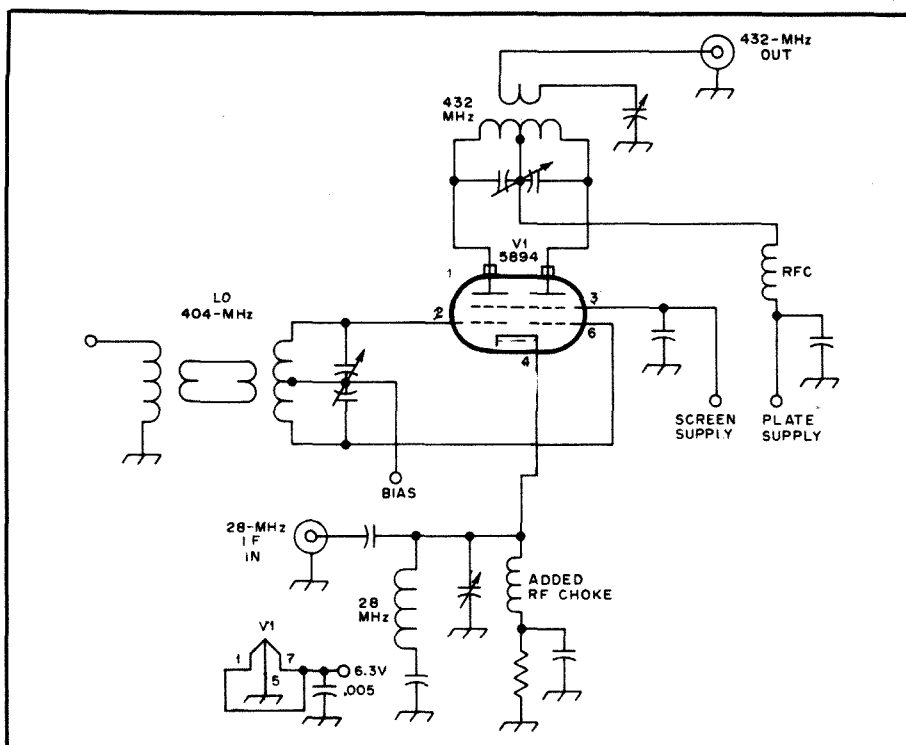 432-MHz
OUT
432
MHz
V1
5894
1
RFC
LO
404-MHz
2
3
6
4
SCREEN
SUPPLY
PLATE
SUPPLY
BIAS
28-MHz
IF
IN
28
MHz
ADDED
RF CHOKE
V1
1
7
5
6.3V
.005